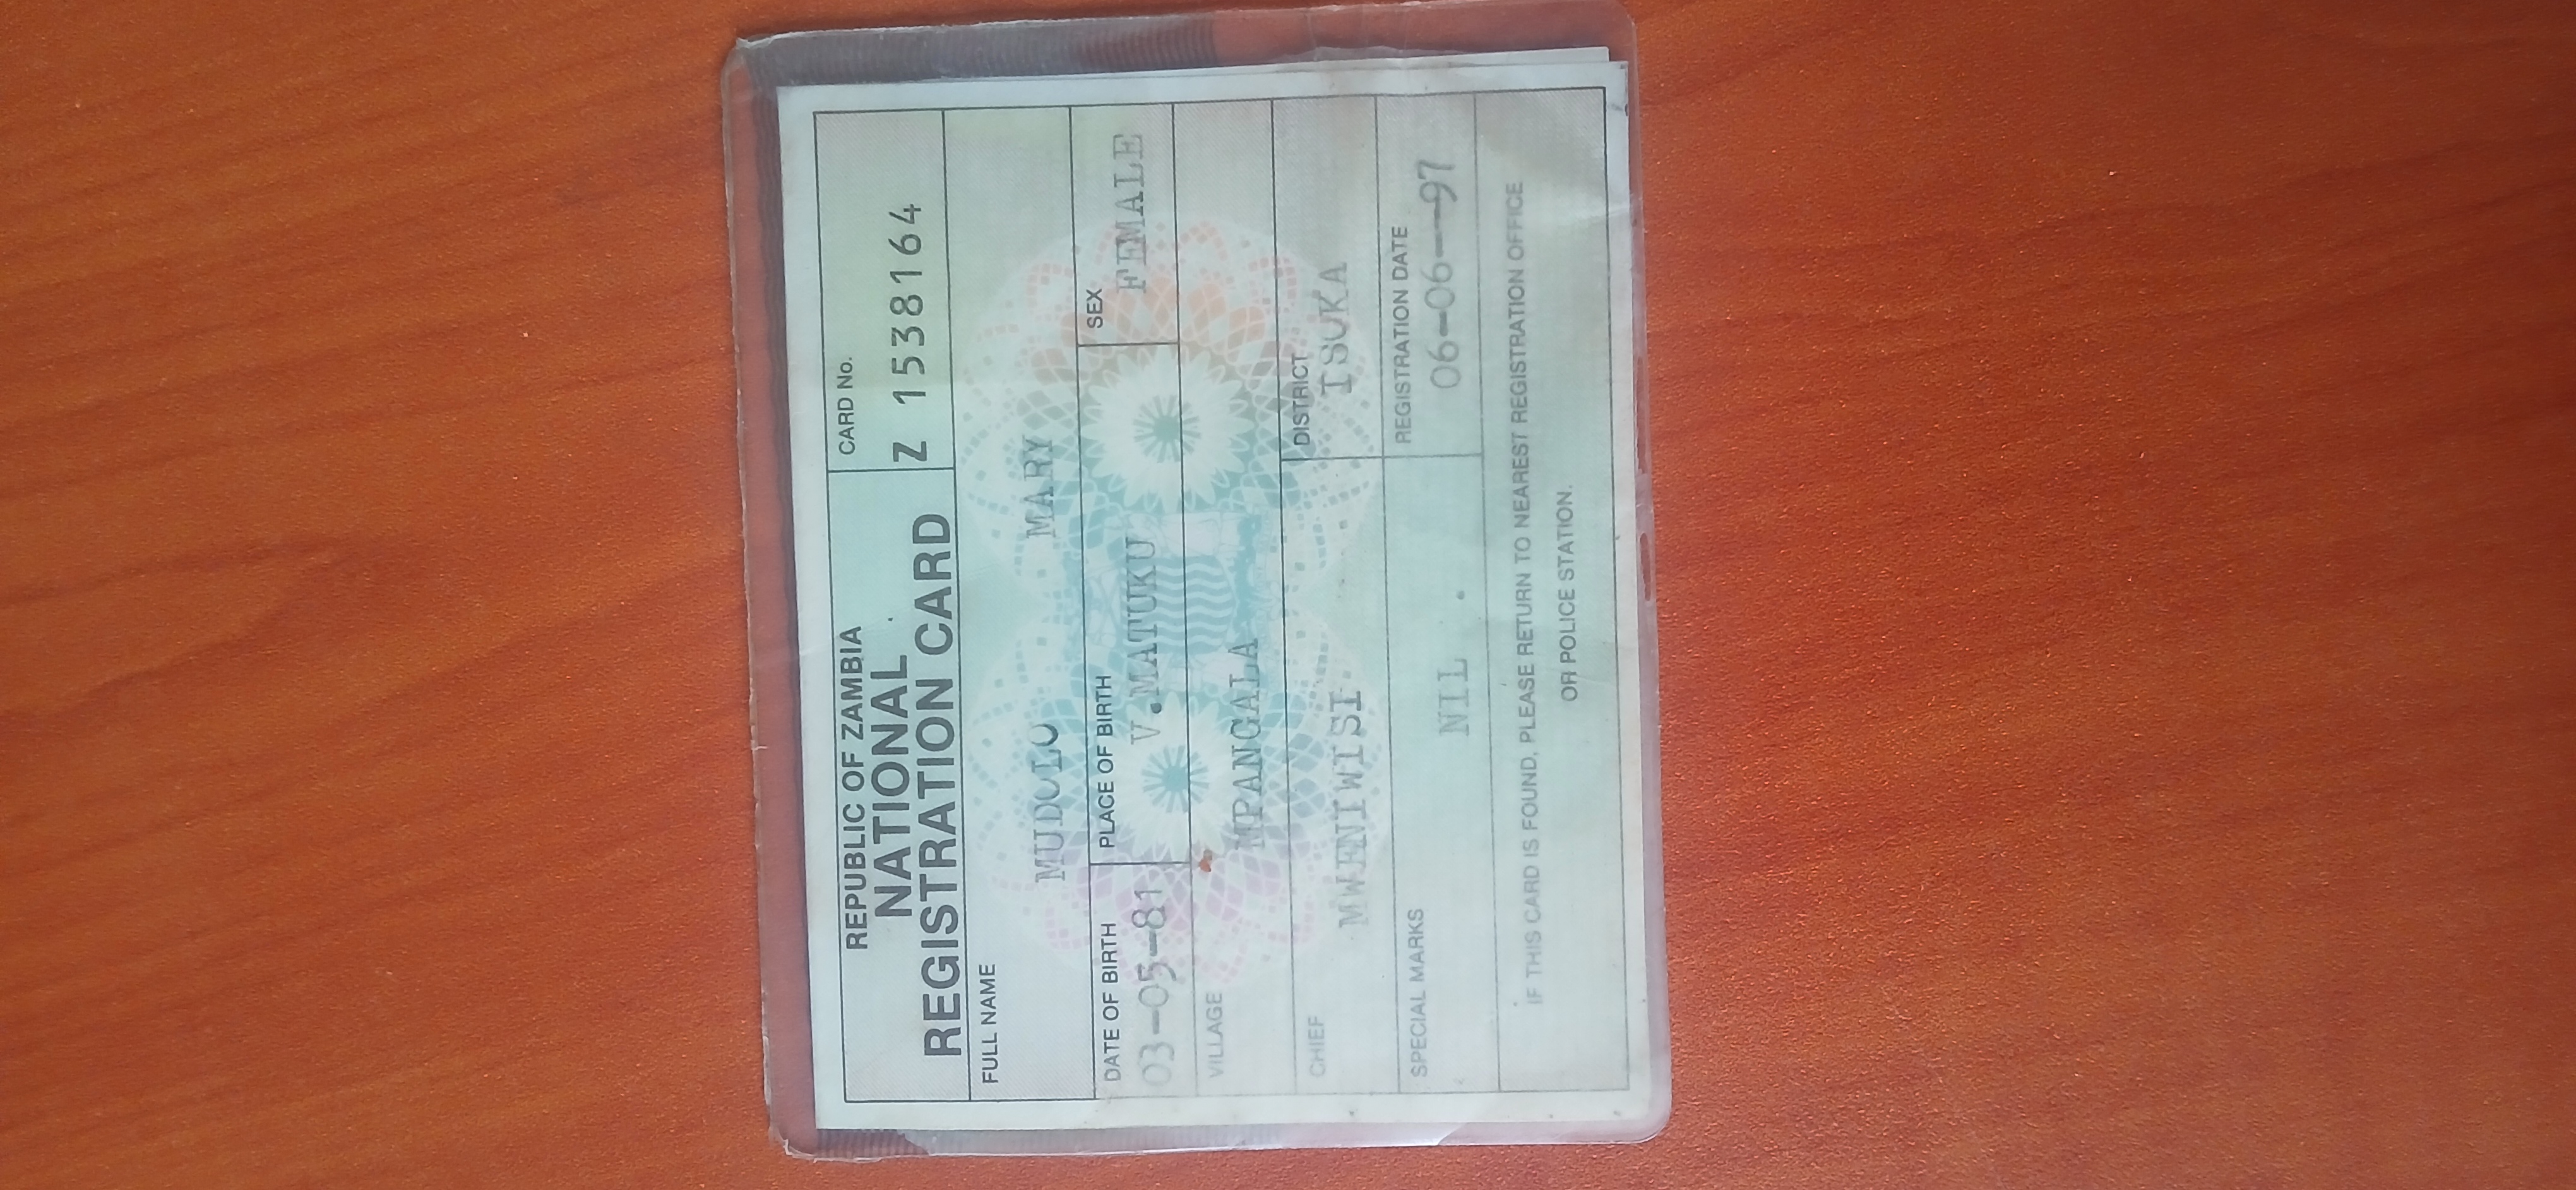 REPUBLIC OF ZAMBIA
NATIONAL
REGISTRATION CARD
CARD No.
Z 1538164
FULL NAME
MUDOLO MARY
DATE OF BIRTH
03-05-81
PLACE OF BIRTH
V.MATUKU
SEX
FEMALE
VILLAGE
MPANGALA
CHIEF
MWENIWISI
DISTRICT
ISOKA
SPECIAL MARKS
NIL .
REGISTRATION DATE
06-06--97
IF THIS CARD IS FOUND, PLEASE RETURN TO NEAREST REGISTRATION OFFICE
OR POLICE STATION.